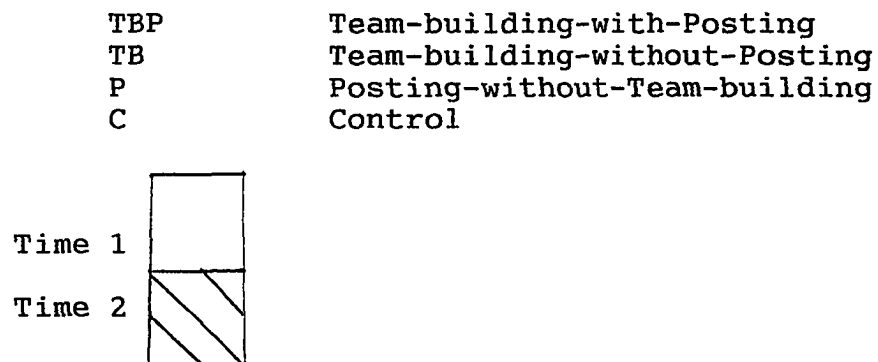 TBP Team-building-with-Posting
TB Team-building-without-Posting
P Posting-without-Team-building
C Control
Time 1
Time 2